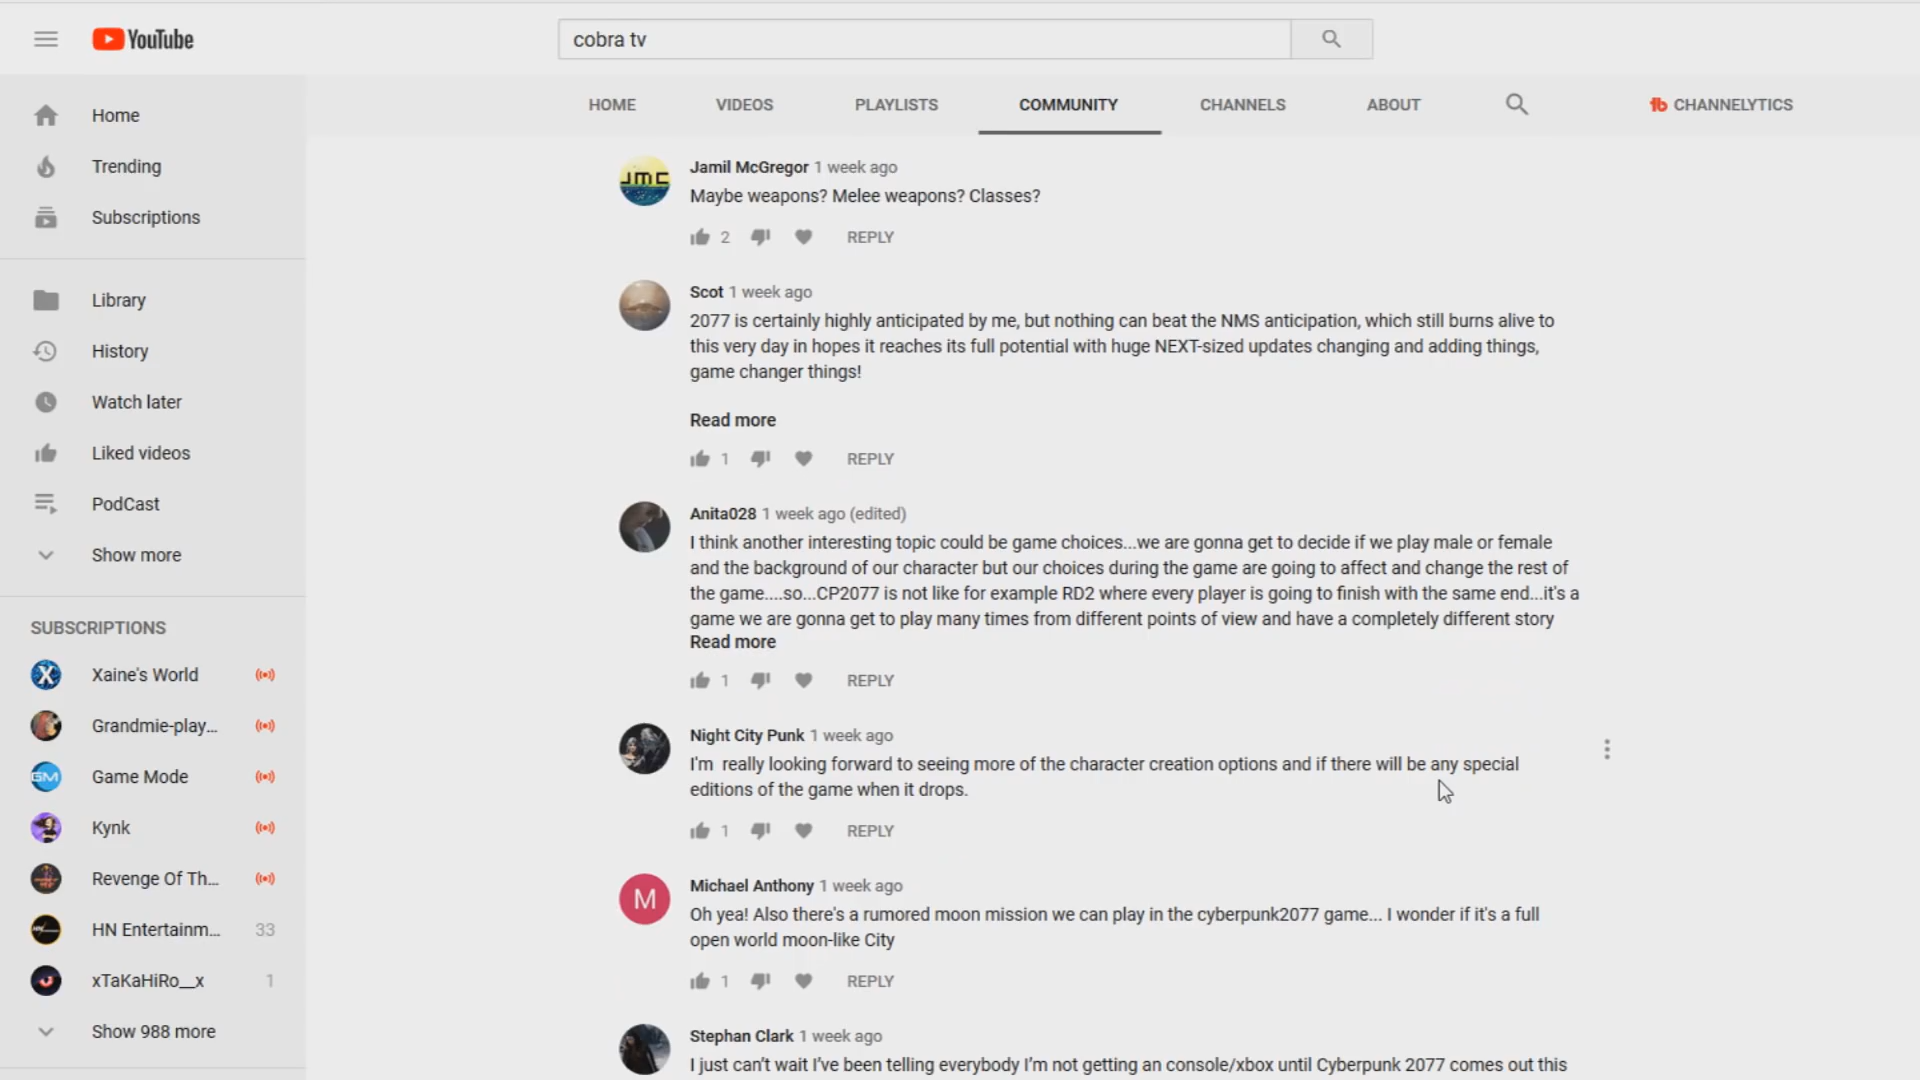 YouTube
cobra tv
HOME VIDEOS PLAYLISTS COMMUNITY CHANNELS ABOUT CHANNELYTICS
Home
Trending
Subscriptions
Library
History
Watch later
Liked videos
PodCast
Show more
SUBSCRIPTIONS
Xaine's World
Grandmie-play...
GM Game Mode
Kynk
Revenge Of Th...
HN Entertainm... 33
xTaKaHiRo__x 1
Show 988 more
JMC
Jamil McGregor 1 week ago
Maybe weapons? Melee weapons? Classes?
2 REPLY
Scot 1 week ago
2077 is certainly highly anticipated by me, but nothing can beat the NMS anticipation, which still burns alive to
this very day in hopes it reaches its full potential with huge NEXT-sized updates changing and adding things,
game changer things!
Read more
1 REPLY
Anita028 1 week ago (edited)
I think another interesting topic could be game choices...we are gonna get to decide if we play male or female
and the background of our character but our choices during the game are going to affect and change the rest of
the game....so...CP2077 is not like for example RD2 where every player is going to finish with the same end...it's a
game we are gonna get to play many times from different points of view and have a completely different story
Read more
1 REPLY
Night City Punk 1 week ago
I'm  really looking forward to seeing more of the character creation options and if there will be any special
editions of the game when it drops.
1 REPLY
M
Michael Anthony 1 week ago
Oh yea! Also there's a rumored moon mission we can play in the cyberpunk2077 game... I wonder if it's a full
open world moon-like City
1 REPLY
Stephan Clark 1 week ago
I just can't wait I've been telling everybody I'm not getting an console/xbox until Cyberpunk 2077 comes out this